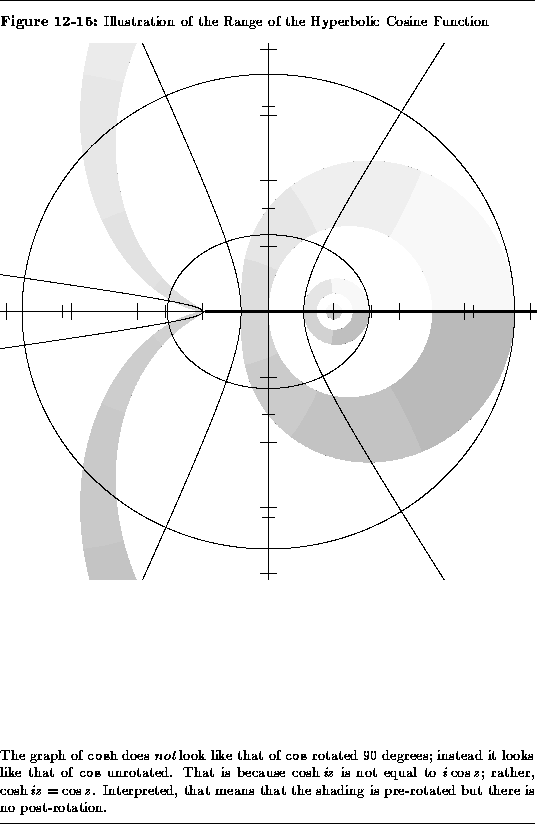 Figure 12-15: Illustration of the Range of the Hyperbolic Cosine Function
The graph of cosh does not look like that of cos rotated 90 degrees; instead it looks
like that of cos unrotated. That is because cosh iz is not equal to i cos z; rather,
cosh iz = cos z. Interpreted, that means that the shading is pre-rotated but there is
no post-rotation.